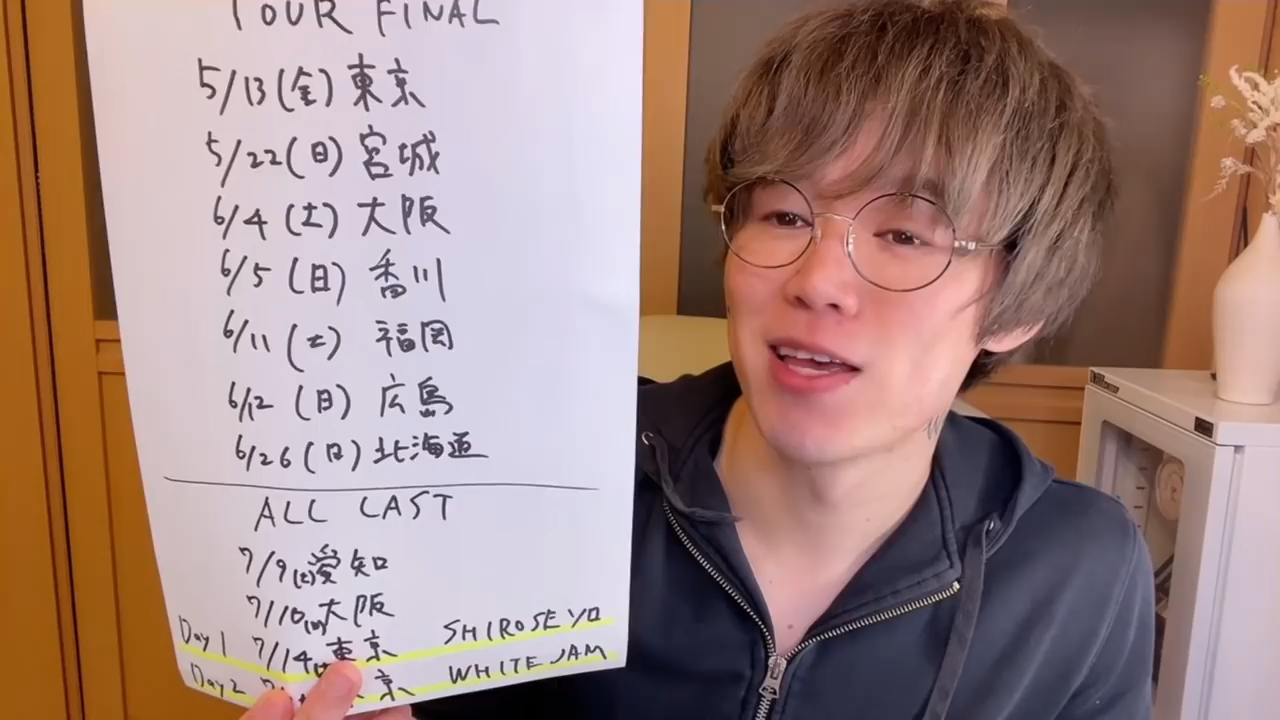 TOUR FINAL
5/13(金) 東京
5/22(日) 宮城
6/4(土) 大阪
6/5(日) 香川
6/11(土) 福岡
6/12(日) 広島
6/26(日) 北海道
ALL LAST
7/9(土)愛知
7/10(日)大阪
Day1 7/14 東京 SHIROSE YO
Day2 京 WHITE JAM